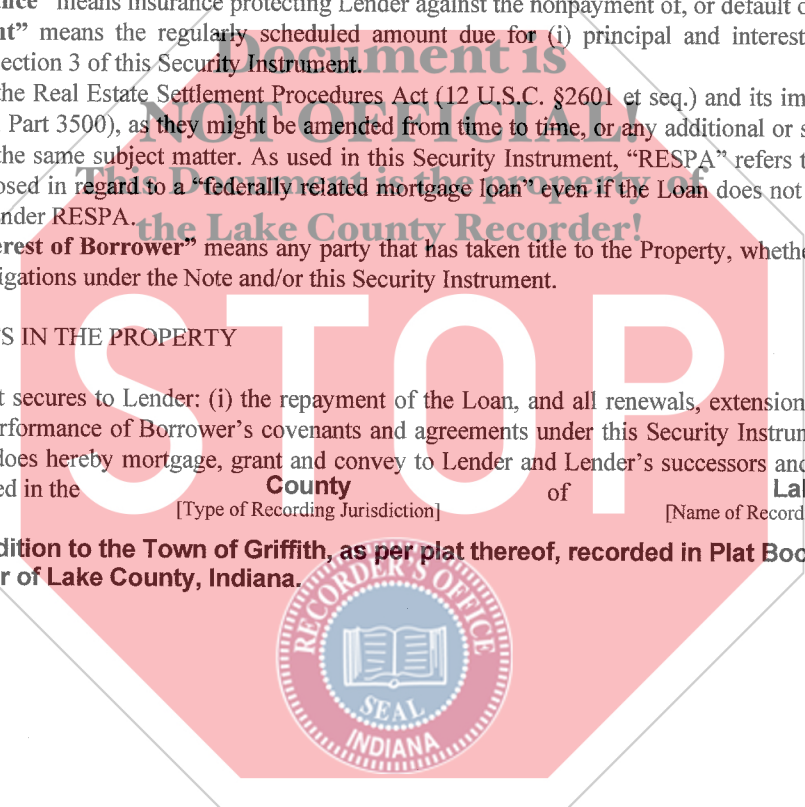 nce” means insurance protecting Lender against the nonpayment of, or default o
nt” means the regularly scheduled amount due for (i) principal and interest
ection 3 of this Security Instrument.
the Real Estate Settlement Procedures Act (12 U.S.C. §2601 et seq.) and its im
Part 3500), as they might be amended from time to time, or any additional or s
the same subject matter. As used in this Security Instrument, “RESPA” refers t
osed in regard to a “federally related mortgage loan” even if the Loan does not
nder RESPA.
erest of Borrower” means any party that has taken title to the Property, whethe
igations under the Note and/or this Security Instrument.
Document is
NOT OFFICIAL!
This Document is the property of
the Lake County Recorder!
STOP
S IN THE PROPERTY
t secures to Lender: (i) the repayment of the Loan, and all renewals, extension
rformance of Borrower’s covenants and agreements under this Security Instrum
does hereby mortgage, grant and convey to Lender and Lender’s successors and
ed in the County of Lak
[Type of Recording Jurisdiction] [Name of Record
dition to the Town of Griffith, as per plat thereof, recorded in Plat Boo
r of Lake County, Indiana.
RECORDER'S OFFICE
SEAL
INDIANA